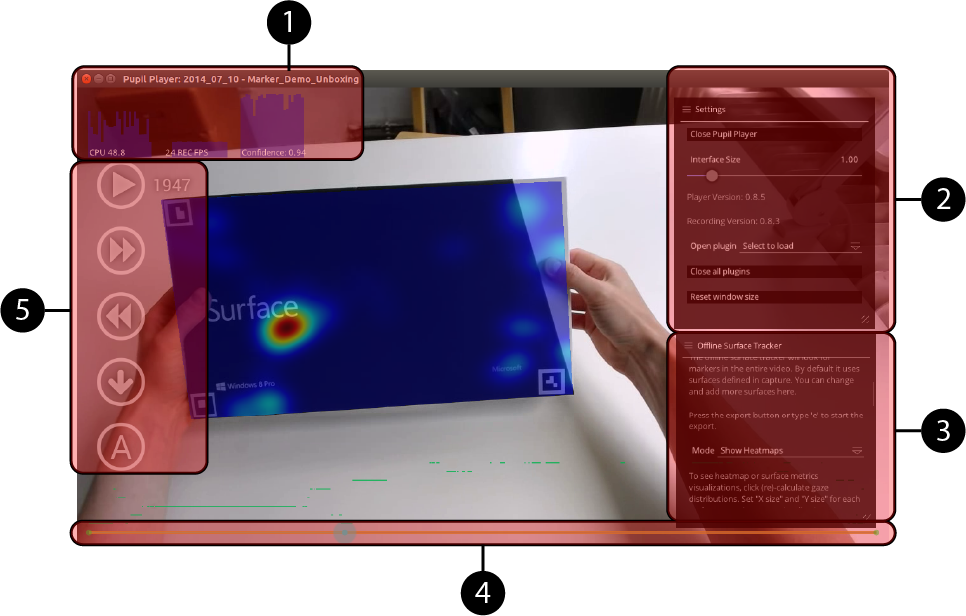 1
Pupil Player: 2014_07_10 - Marker_Demo_Unboxing
CPU 48.8
24 REC FPS
Confidence: 0.94
1947
Settings
Close Pupil Player
Interface Size 1.00
Player Version: 0.8.5
Recording Version: 0.8.3
Open plugin Select to load
Close all plugins
Reset window size
2
Surface
Windows 8 Pro
Microsoft
5
A
Offline Surface Tracker
markers in the entire video. By default it uses
surfaces defined in capture. You can change
and add more surfaces here.
Press the export button or type 'e' to start the
export.
Mode Show Heatmaps
To see heatmap or surface metrics
visualizations, click (re)-calculate gaze
distributions. Set "X size" and "Y size" for each
3
4